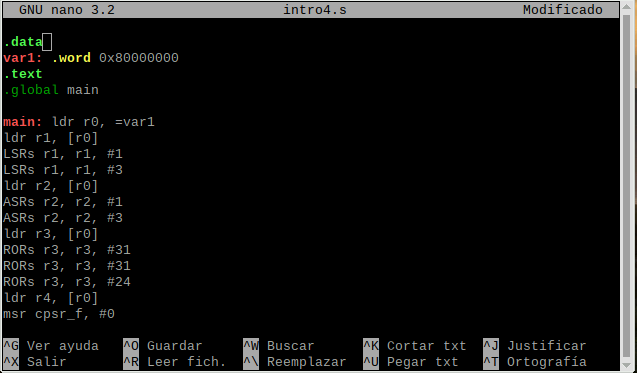 GNU nano 3.2 intro4.s Modificado
.data
var1: .word 0x80000000
.text
.global main
main: ldr r0, =var1
ldr r1, [r0]
LSRs r1, r1, #1
LSRs r1, r1, #3
ldr r2, [r0]
ASRs r2, r2, #1
ASRs r2, r2, #3
ldr r3, [r0]
RORs r3, r3, #31
RORs r3, r3, #31
RORs r3, r3, #24
ldr r4, [r0]
msr cpsr_f, #0
^G Ver ayuda ^O Guardar ^W Buscar ^K Cortar txt ^J Justificar
^X Salir ^R Leer fich. ^\ Reemplazar ^U Pegar txt ^T Ortografía